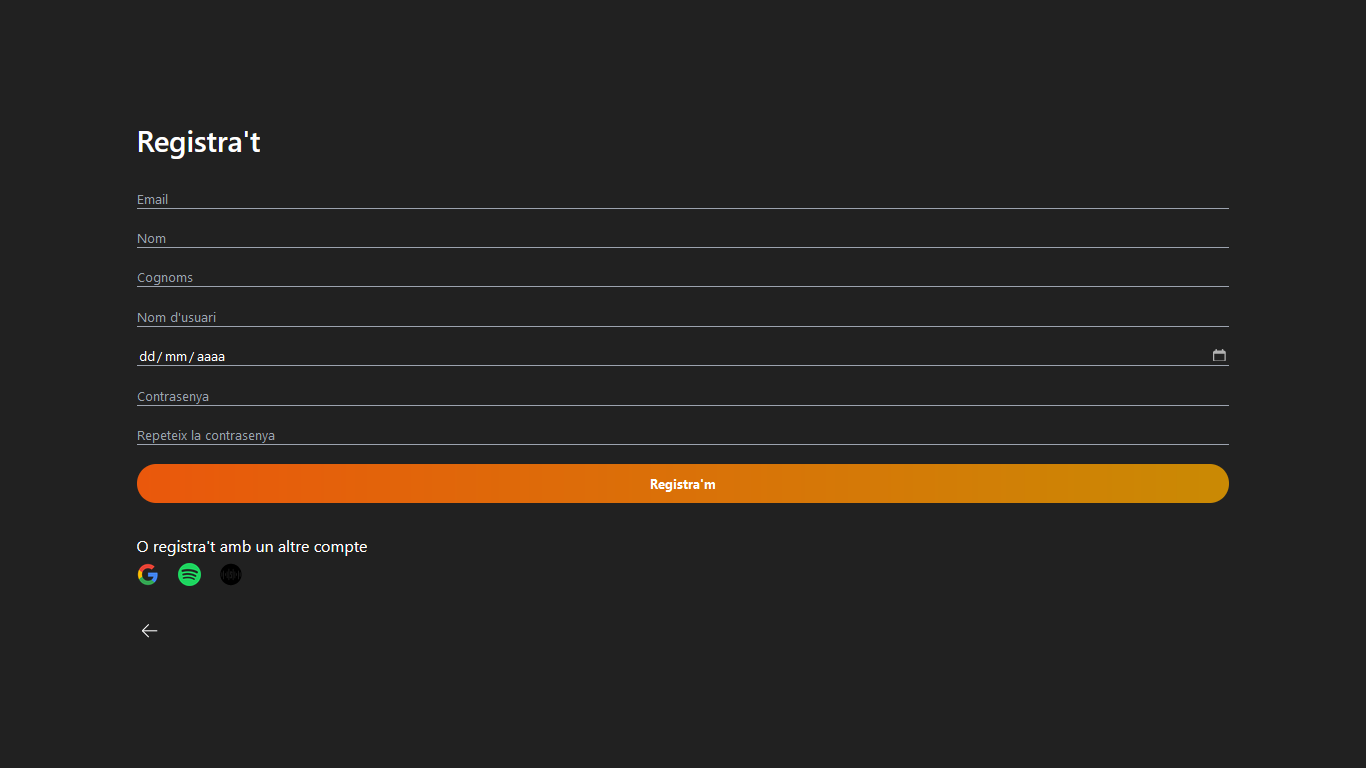 Registra't
Email
Nom
Cognoms
Nom d'usuari
dd/mm/aaaa
Contrasenya
Repeteix la contrasenya
Registra'm
O registra't amb un altre compte